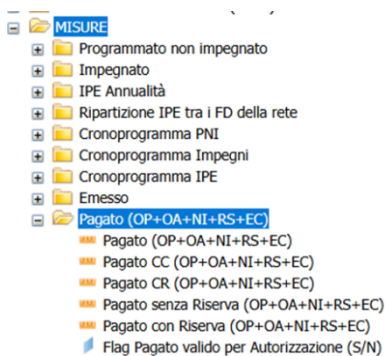 MISURE
Programmato non impegnato
Impegnato
IPE Annualità
Ripartizione IPE tra i FD della rete
Cronoprogramma PNI
Cronoprogramma Impegni
Cronoprogramma IPE
Emesso
Pagato (OP+OA+NI+RS+EC)
Pagato (OP+OA+NI+RS+EC)
Pagato CC (OP+OA+NI+RS+EC)
Pagato CR (OP+OA+NI+RS+EC)
Pagato senza Riserva (OP+OA+NI+RS+EC)
Pagato con Riserva (OP+OA+NI+RS+EC)
Flag Pagato valido per Autorizzazione (S/N)